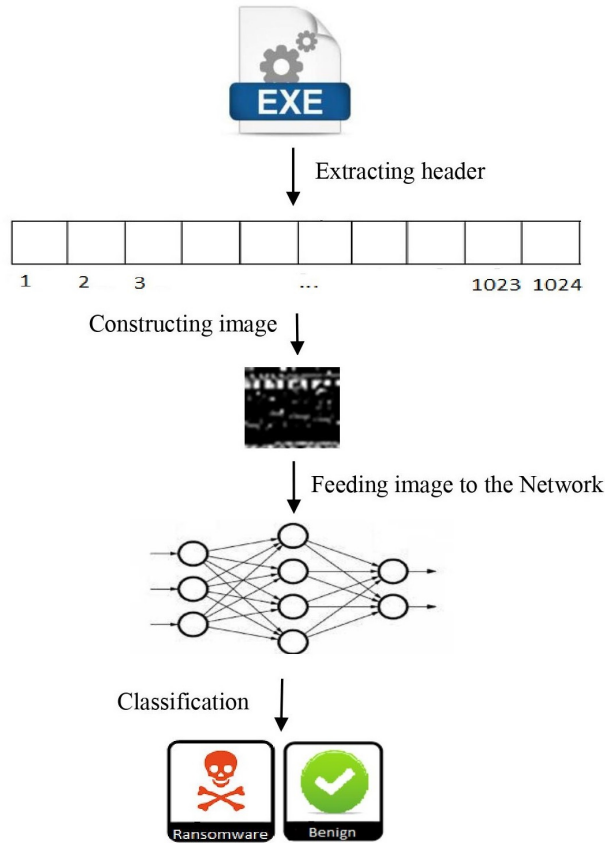 EXE
Extracting header
1 2 3 ... 1023 1024
Constructing image
Feeding image to the Network
Classification
Ransomware Benign